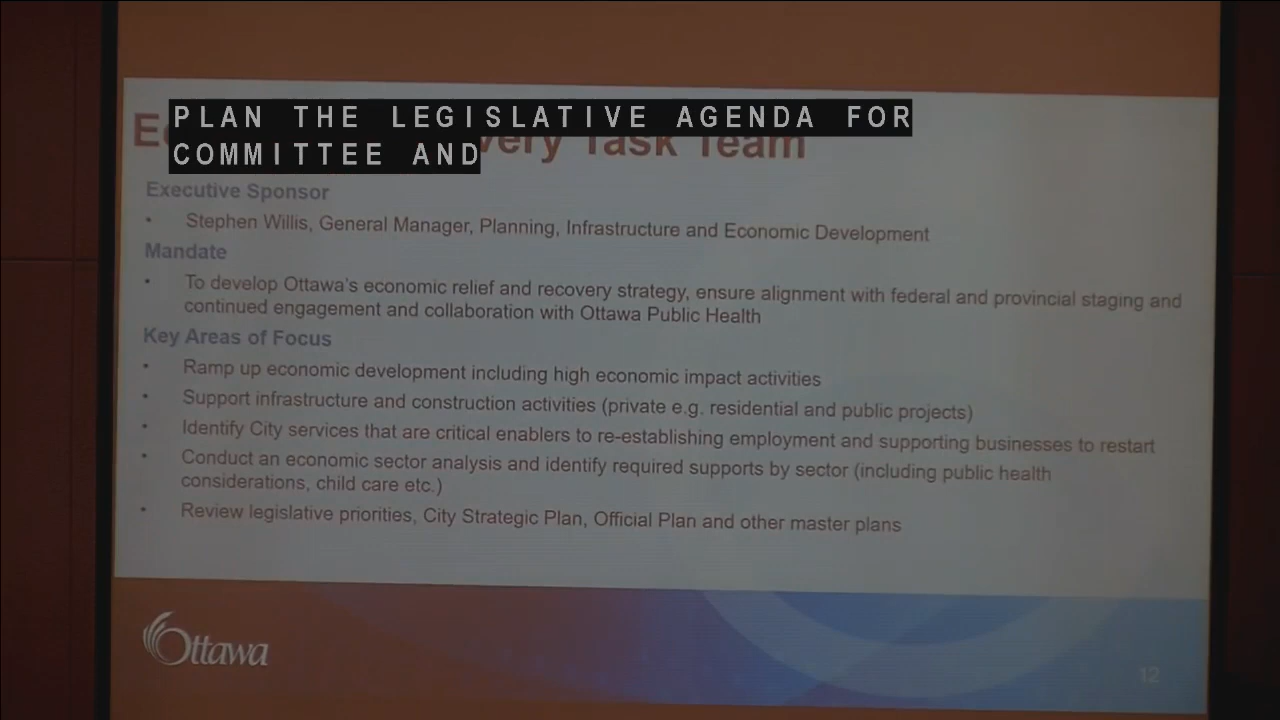 PLAN THE LEGISLATIVE AGENDA FOR
COMMITTEE AND
Task Team
Executive Sponsor
• Stephen Willis, General Manager, Planning, Infrastructure and Economic Development
Mandate
• To develop Ottawa's economic relief and recovery strategy, ensure alignment with federal and provincial staging and
continued engagement and collaboration with Ottawa Public Health
Key Areas of Focus
• Ramp up economic development including high economic impact activities
• Support infrastructure and construction activities (private e.g. residential and public projects)
• Identify City services that are critical enablers to re-establishing employment and supporting businesses to restart
• Conduct an economic sector analysis and identify required supports by sector (including public health
considerations, child care etc.)
• Review legislative priorities, City Strategic Plan, Official Plan and other master plans
Ottawa
12